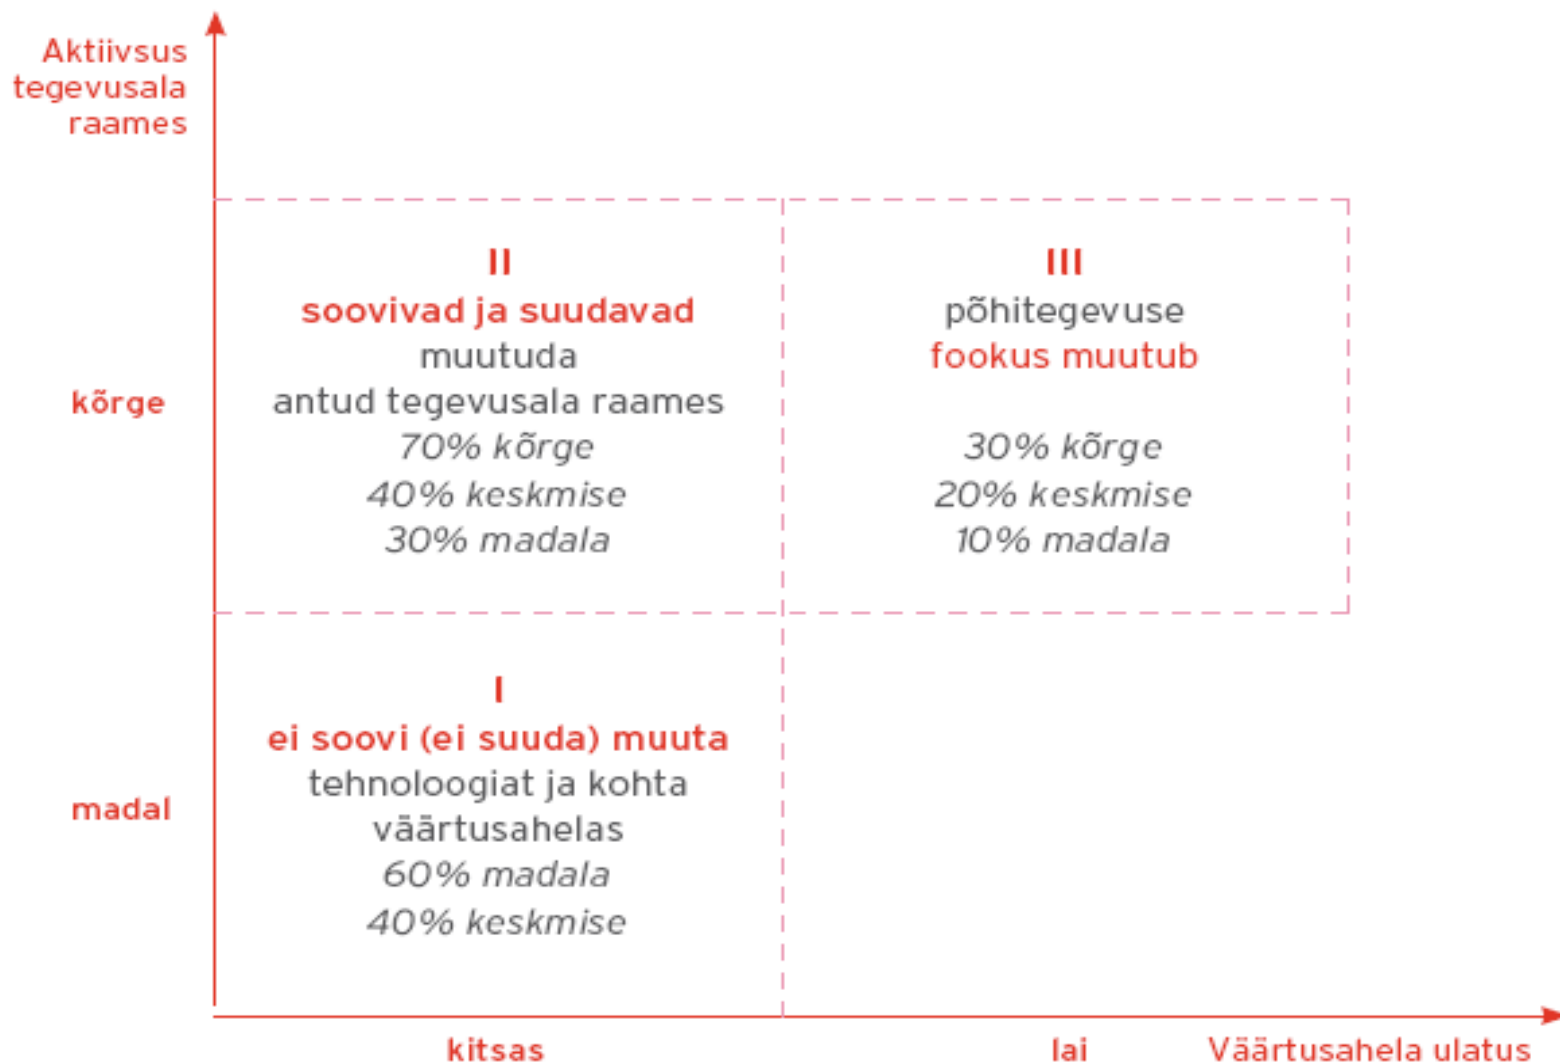 Aktiivsus
tegevusala
raames
II
soovivad ja suudavad
muutuda
antud tegevusala raames
70% kõrge
40% keskmise
30% madala
III
põhitegevuse
fookus muutub
30% kõrge
20% keskmise
10% madala
kõrge
I
ei soovi (ei suuda) muuta
tehnoloogiat ja kohta
väärtusahelas
60% madala
40% keskmise
madal
kitsas
lai
Väärtusahela ulatus